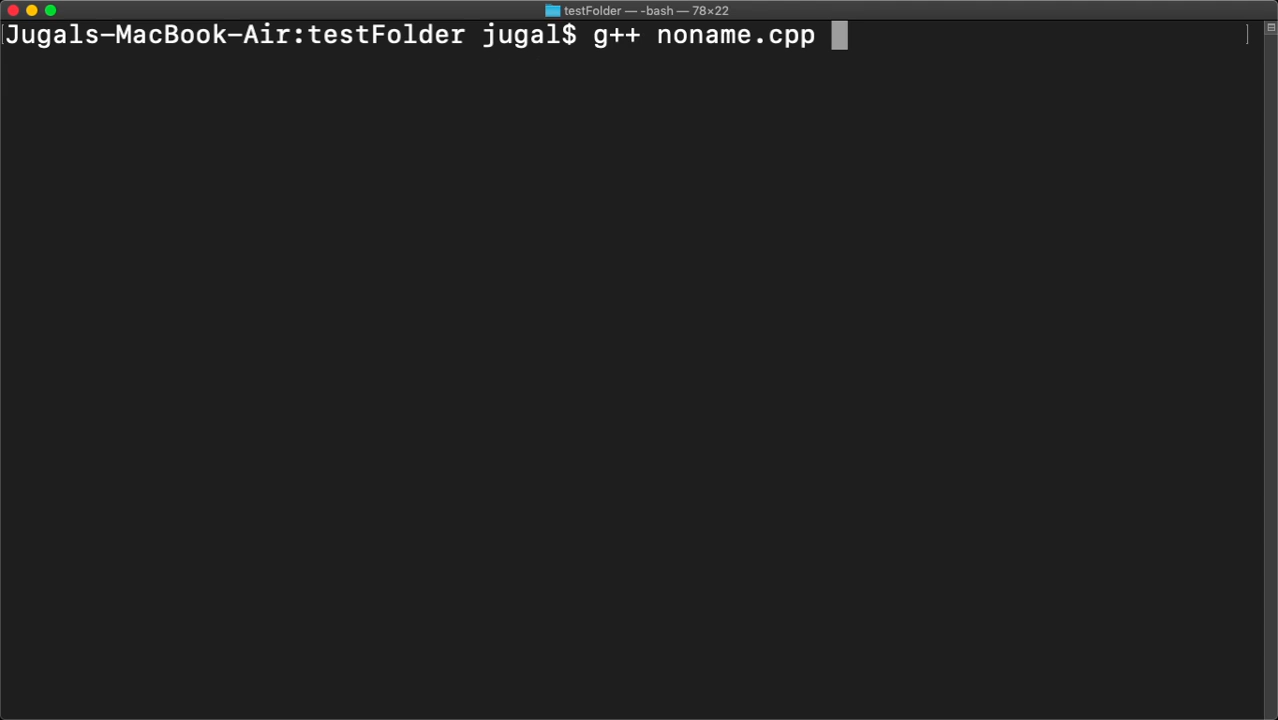 testFolder — -bash — 78×22
Jugals-MacBook-Air:testFolder jugal$ g++ noname.cpp